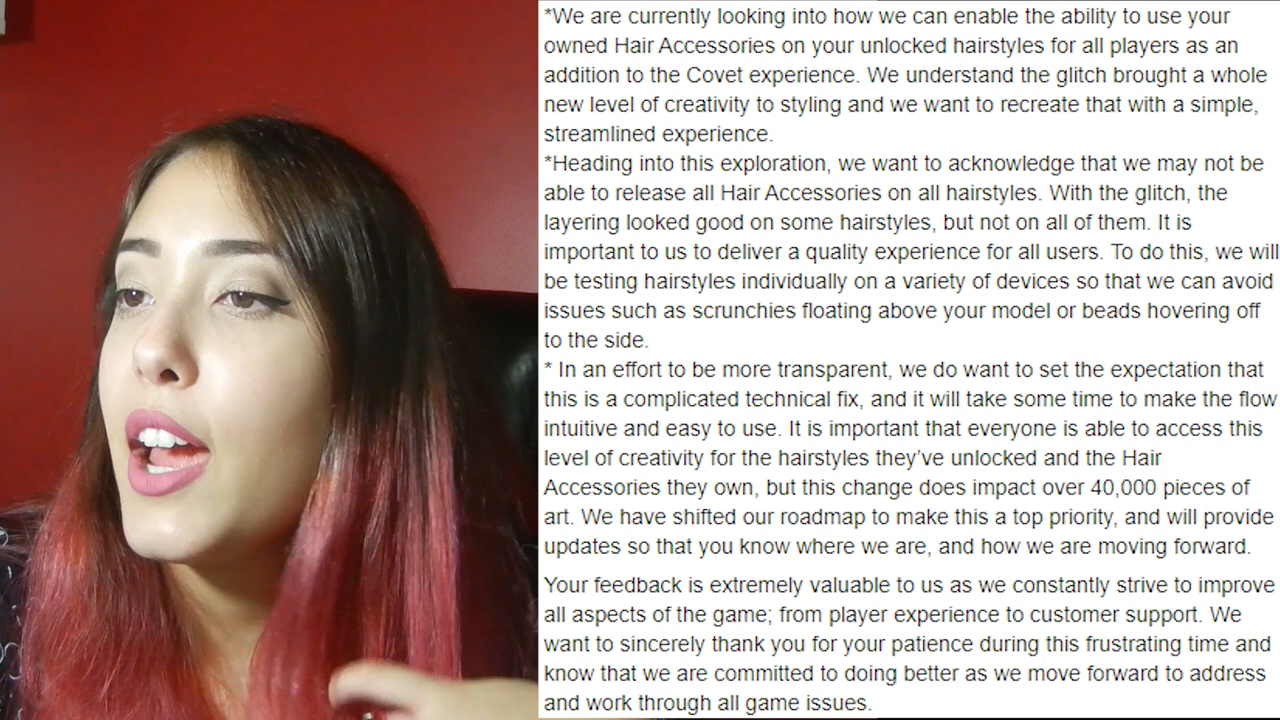 *We are currently looking into how we can enable the ability to use your
owned Hair Accessories on your unlocked hairstyles for all players as an
addition to the Covet experience. We understand the glitch brought a whole
new level of creativity to styling and we want to recreate that with a simple,
streamlined experience.
*Heading into this exploration, we want to acknowledge that we may not be
able to release all Hair Accessories on all hairstyles. With the glitch, the
layering looked good on some hairstyles, but not on all of them. It is
important to us to deliver a quality experience for all users. To do this, we will
be testing hairstyles individually on a variety of devices so that we can avoid
issues such as scrunchies floating above your model or beads hovering off
to the side.
* In an effort to be more transparent, we do want to set the expectation that
this is a complicated technical fix, and it will take some time to make the flow
intuitive and easy to use. It is important that everyone is able to access this
level of creativity for the hairstyles they’ve unlocked and the Hair
Accessories they own, but this change does impact over 40,000 pieces of
art. We have shifted our roadmap to make this a top priority, and will provide
updates so that you know where we are, and how we are moving forward.
Your feedback is extremely valuable to us as we constantly strive to improve
all aspects of the game; from player experience to customer support. We
want to sincerely thank you for your patience during this frustrating time and
know that we are committed to doing better as we move forward to address
and work through all game issues.